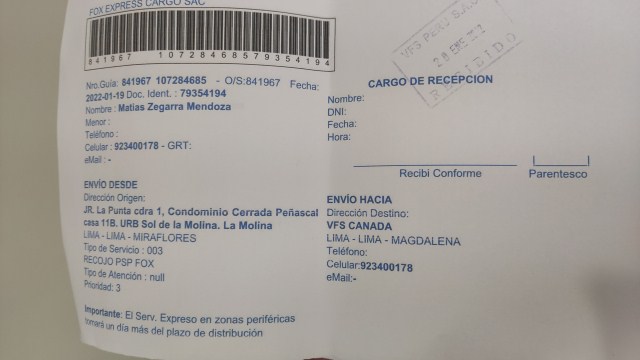 FOX EXPRESS CARGO SAC
841967 107284685793541 94
Nro.Guía: 841967 107284685 - O/S:841967 Fecha:
2022-01-19 Doc. Ident. : 79354194
Nombre : Matias Zegarra Mendoza
Menor :
Teléfono :
Celular : 923400178 - GRT:
eMail : -
ENVÍO DESDE
Dirección Origen:
JR. La Punta cdra 1, Condominio Cerrada Peñascal
casa 11B. URB Sol de la Molina. La Molina
LIMA - LIMA - MIRAFLORES
Tipo de Servicio : 003
RECOJO PSP FOX
Tipo de Atención : null
Prioridad: 3
Importante: El Serv. Expreso en zonas periféricas
tomará un día más del plazo de distribución
VFS PERU
RECIBIDO
CARGO DE RECEPCION
Nombre:
DNI:
Fecha:
Hora:
Recibi Conforme
Parentesco
ENVÍO HACIA
Dirección Destino:
VFS CANADA
LIMA - LIMA - MAGDALENA
Teléfono:
Celular:923400178
eMail:-